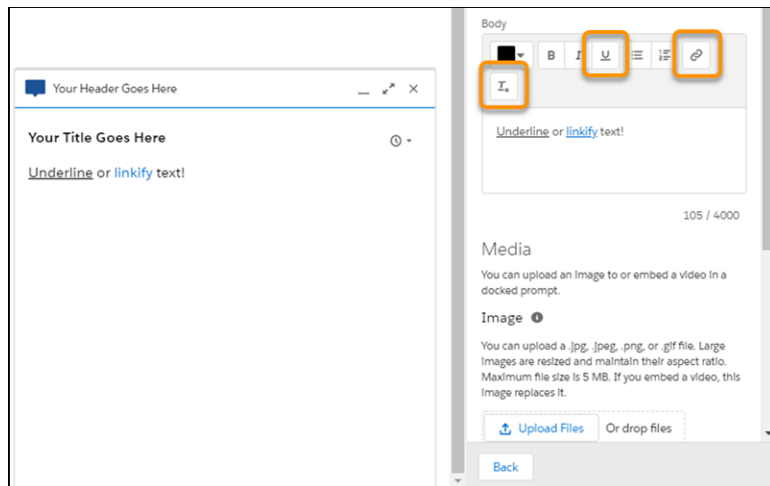 Your Header Goes Here
Your Title Goes Here
Underline or linkify text!
Body
B I U
Underline or linkify text!
105 / 4000
Media
You can upload an image to or embed a video in a
docked prompt.
Image
You can upload a .jpg, .jpeg, .png, or .gif file. Large
images are resized and maintain their aspect ratio.
Maximum file size is 5 MB. If you embed a video, this
image replaces it.
Upload Files Or drop files
Back